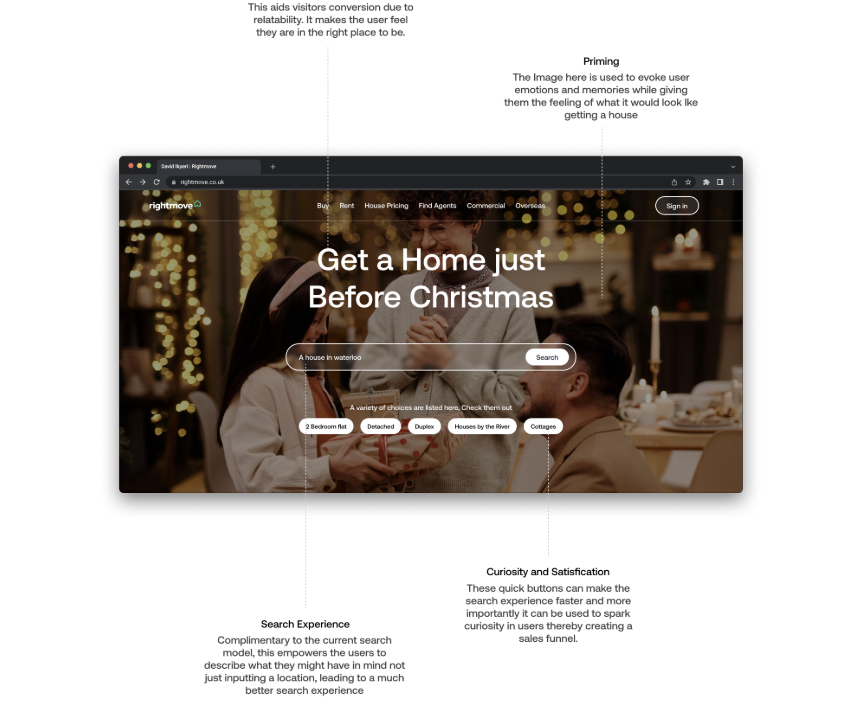 This aids visitors conversion due to
relatability. It makes the user feel
they are in the right place to be.
Priming
The Image here is used to evoke user
emotions and memories while giving
them the feeling of what it would look lke
getting a house
David Ikperi | Rightmove
rightmove.co.uk
rightmove
Buy Rent House Pricing Find Agents Commercial Overseas
Sign in
Get a Home just
Before Christmas
A house in waterloo
Search
A variety of choices are listed here, Check them out
2 Bedroom flat Detached Duplex Houses by the River Cottages
Curiosity and Satisfication
These quick buttons can make the
search experience faster and more
importantly it can be used to spark
curiosity in users thereby creating a
sales funnel.
Search Experience
Complimentary to the current search
model, this empowers the users to
describe what they might have in mind not
just inputting a location, leading to a much
better search experience